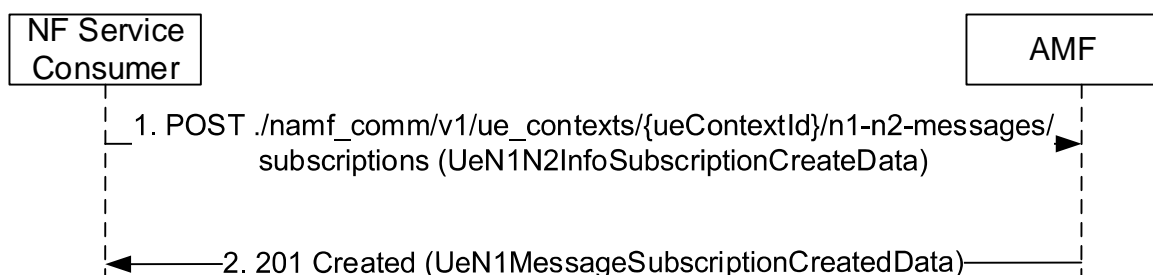 NF Service
Consumer
AMF
1. POST ./namf_comm/v1/ue_contexts/{ueContextId}/n1-n2-messages/
subscriptions (UeN1N2InfoSubscriptionCreateData)
2. 201 Created (UeN1MessageSubscriptionCreatedData)